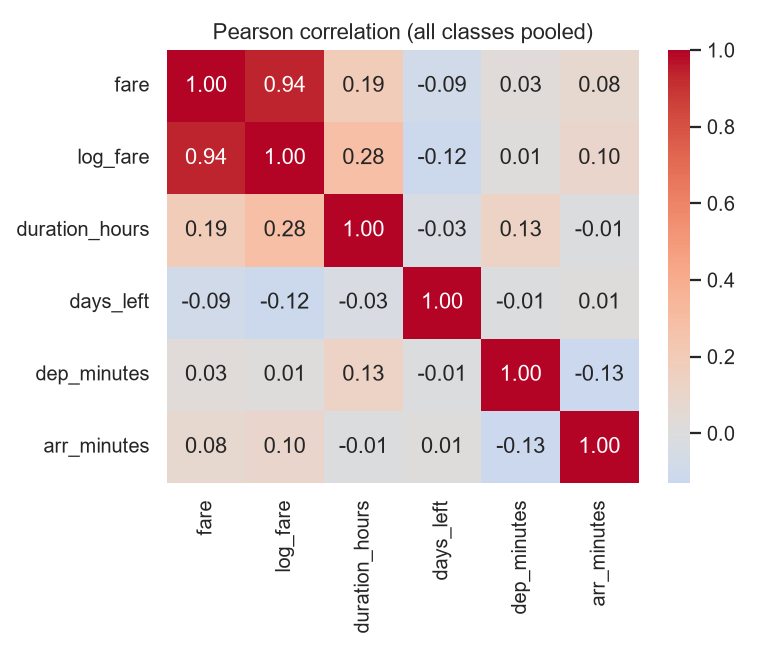 Pearson correlation (all classes pooled)
fare 1.00 0.94 0.19 -0.09 0.03 0.08
log_fare 0.94 1.00 0.28 -0.12 0.01 0.10
duration_hours 0.19 0.28 1.00 -0.03 0.13 -0.01
days_left -0.09 -0.12 -0.03 1.00 -0.01 0.01
dep_minutes 0.03 0.01 0.13 -0.01 1.00 -0.13
arr_minutes 0.08 0.10 -0.01 0.01 -0.13 1.00
fare log_fare duration_hours days_left dep_minutes arr_minutes
1.0
0.8
0.6
0.4
0.2
0.0